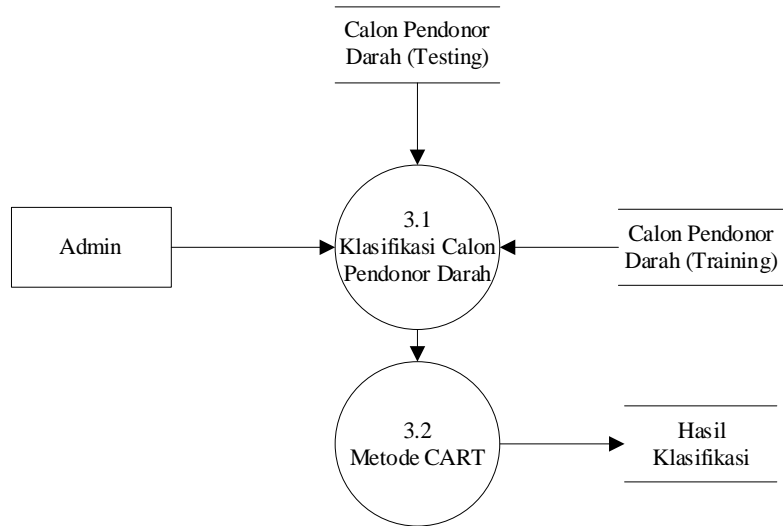 Calon Pendonor
Darah (Testing)
Admin
3.1
Klasifikasi Calon
Pendonor Darah
Calon Pendonor
Darah (Training)
3.2
Metode CART
Hasil
Klasifikasi